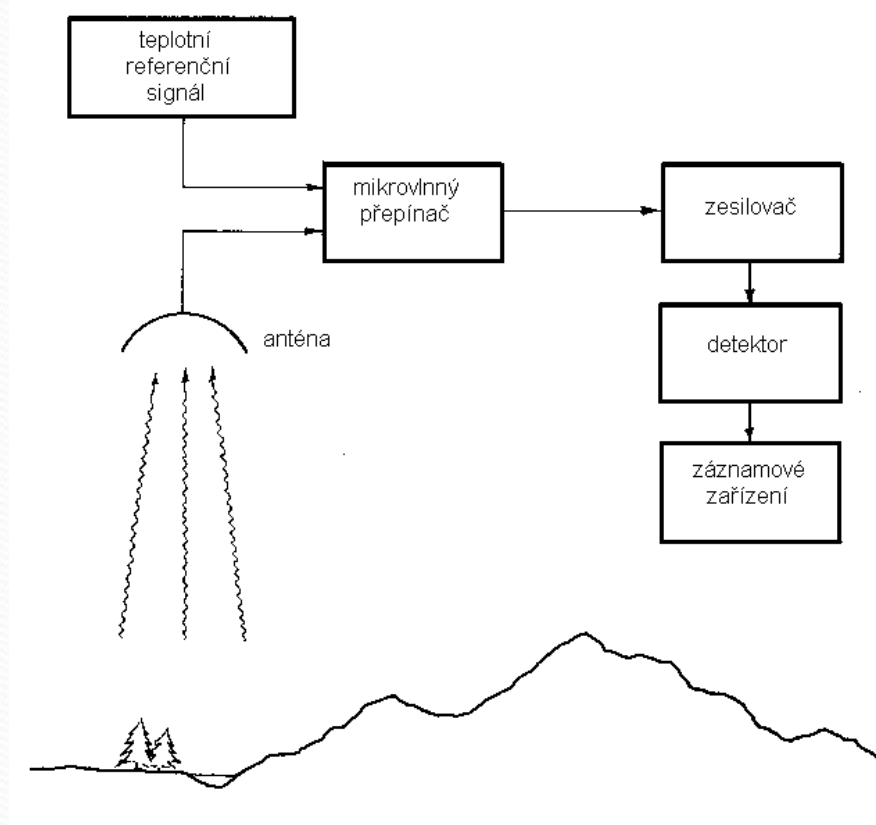 teplotní
referenční
signál
mikrovlnný
přepínač
zesilovač
anténa
detektor
záznamové
zařízení